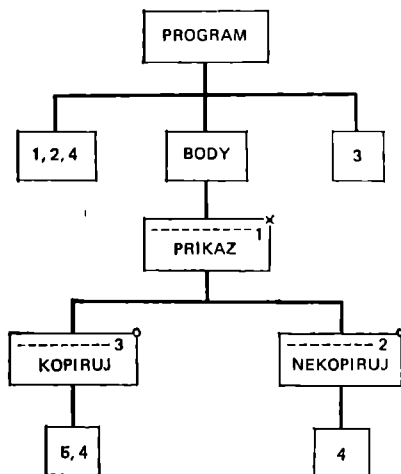 PROGRAM
1, 2, 4
BODY
3
x
1
PRIKAZ
o
3
KOPIRUJ
o
2
NEKOPIRUJ
5, 4
4